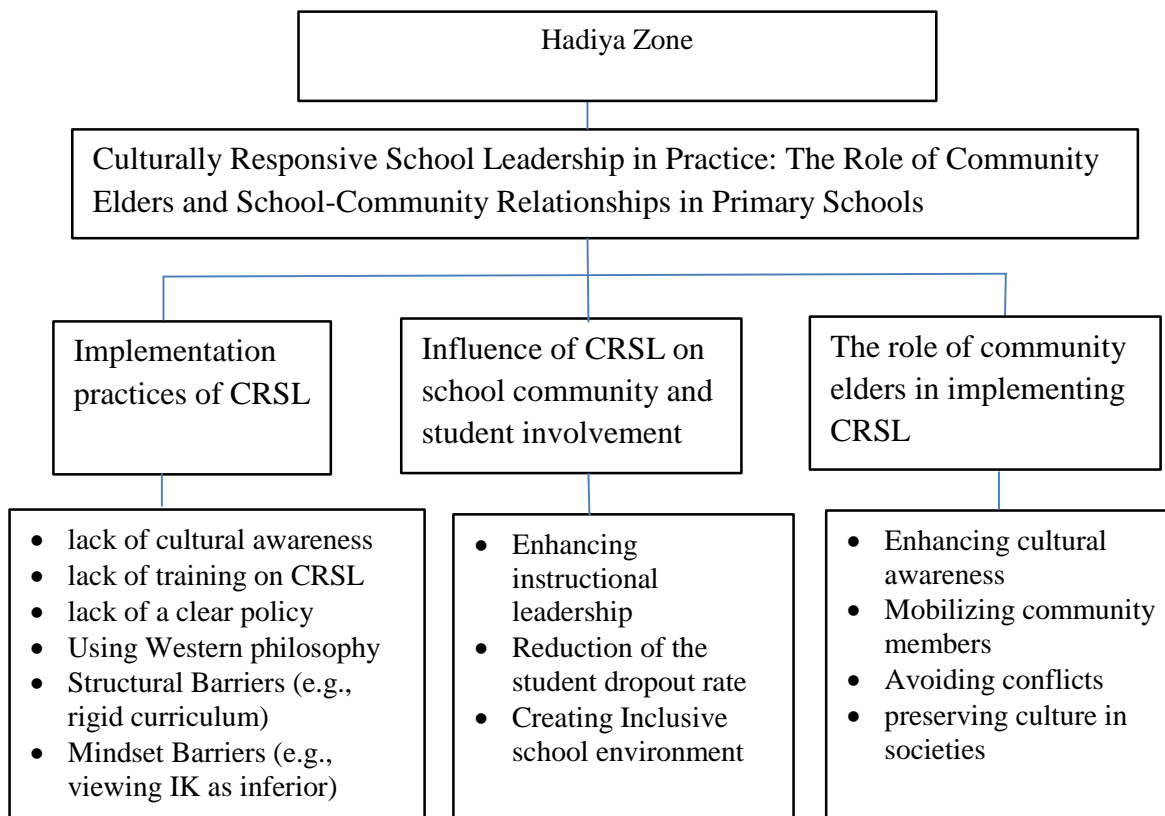 Hadiya Zone
Culturally Responsive School Leadership in Practice: The Role of Community
Elders and School-Community Relationships in Primary Schools
Implementation
practices of CRSL
Influence of CRSL on
school community and
student involvement
The role of community
elders in implementing
CRSL
• lack of cultural awareness
• lack of training on CRSL
• lack of a clear policy
• Using Western philosophy
• Structural Barriers (e.g.,
rigid curriculum)
• Mindset Barriers (e.g.,
viewing IK as inferior)
• Enhancing
instructional
leadership
• Reduction of the
student dropout rate
• Creating Inclusive
school environment
• Enhancing cultural
awareness
• Mobilizing community
members
• Avoiding conflicts
• preserving culture in
societies